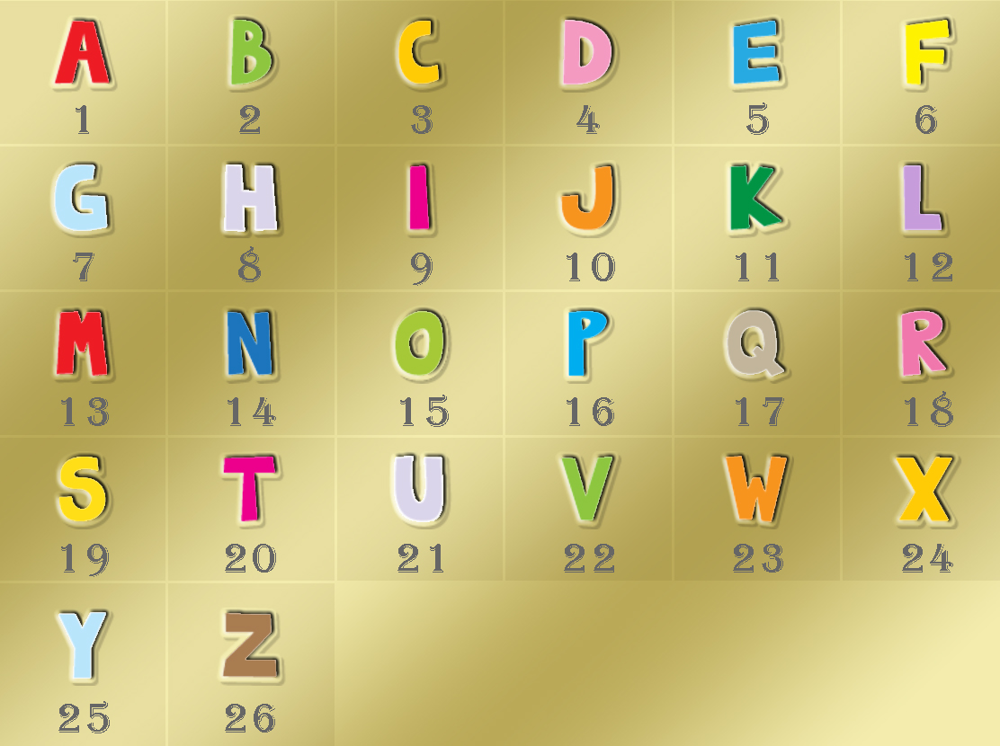 A B C D E F
1 2 3 4 5 6
G H I J K L
7 8 9 10 11 12
M N O P Q R
13 14 15 16 17 18
S T U V W X
19 20 21 22 23 24
Y Z
25 26